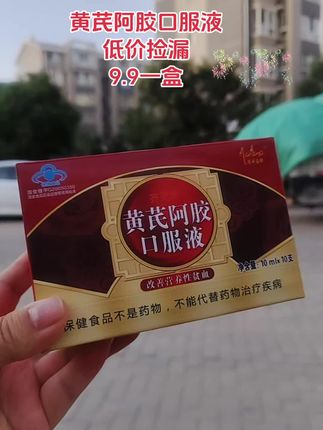 黄芪阿胶口服液
低价捡漏
9.9一盒
黄芪阿胶
口服液
改善营养性贫血
净含量：10ml×10支
保健食品不是药物，不能代替药物治疗疾病